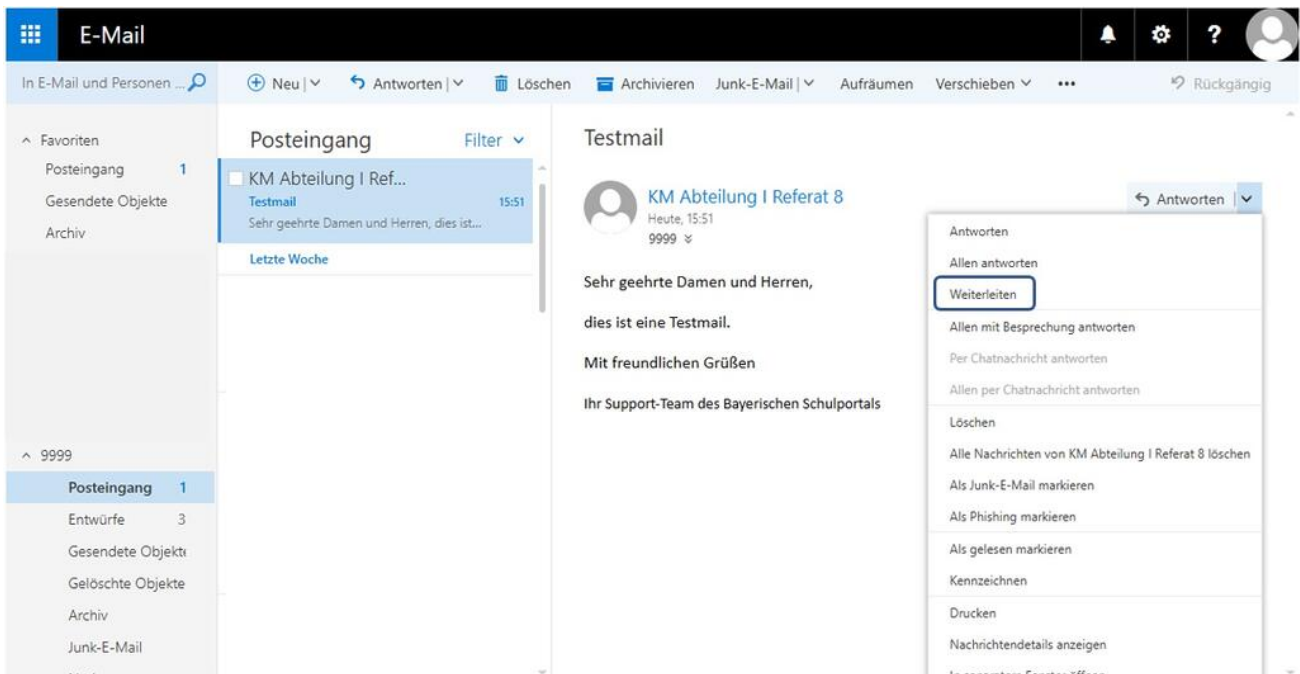 E-Mail
?
In E-Mail und Personen ...
Neu
Antworten
Löschen
Archivieren
Junk-E-Mail
Aufräumen
Verschieben
•••
Rückgängig
Favoriten
Posteingang 1
Gesendete Objekte
Archiv
9999
Posteingang 1
Entwürfe 3
Gesendete Objekte
Gelöschte Objekte
Archiv
Junk-E-Mail
Posteingang
Filter
KM Abteilung I Ref...
Testmail 15:51
Sehr geehrte Damen und Herren, dies ist...
Letzte Woche
Testmail
KM Abteilung I Referat 8
Heute, 15:51
9999
Sehr geehrte Damen und Herren,
dies ist eine Testmail.
Mit freundlichen Grüßen
Ihr Support-Team des Bayerischen Schulportals
Antworten
Antworten
Allen antworten
Weiterleiten
Allen mit Besprechung antworten
Per Chatnachricht antworten
Allen per Chatnachricht antworten
Löschen
Alle Nachrichten von KM Abteilung I Referat 8 löschen
Als Junk-E-Mail markieren
Als Phishing markieren
Als gelesen markieren
Kennzeichnen
Drucken
Nachrichtendetails anzeigen